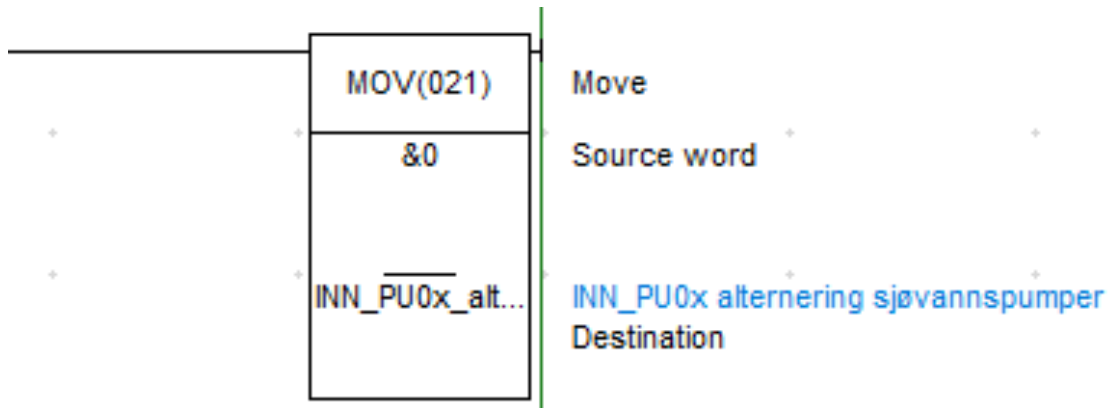 MOV(021) Move
&0 Source word
INN_PU0x_alt... INN_PU0x alternering sjøvannspumper
Destination